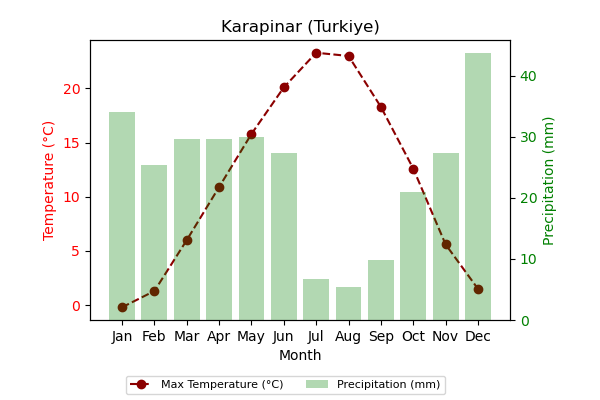 Karapinar (Turkiye)
Temperature (°C)
20
15
10
5
0
40
30
20
10
0
Precipitation (mm)
Jan Feb Mar Apr May Jun Jul Aug Sep Oct Nov Dec
Month
Max Temperature (°C) Precipitation (mm)